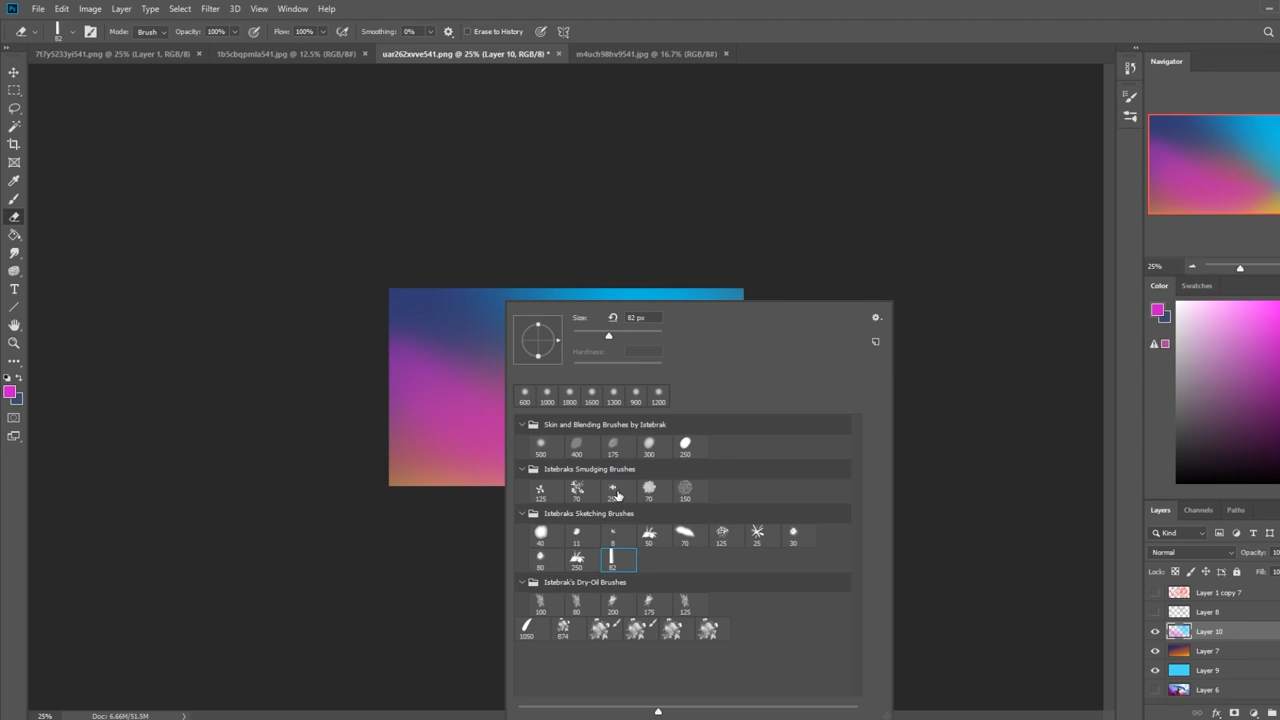 Ps File Edit Image Layer Type Select Filter 3D View Window Help
82 Mode: Brush Opacity: 100% Flow: 100% Smoothing: 0% Erase to History
7t7y5233yi541.png @ 25% (Layer 1, RGB/8) × 1b5cbqpmla541.jpg @ 12.5% (RGB/8#) × uar262xvve541.png @ 25% (Layer 10, RGB/8) * × m4uch98hv9541.jpg @ 16.7% (RGB/8#) ×
Navigator
25%
Color Swatches
Size: 82 px
Hardness:
600 1000 1800 1600 1300 900 1200
Skin and Blending Brushes by Istebrak
500 400 175 300 250
Istebraks Smudging Brushes
125 70 70 150
Istebraks Sketching Brushes
40 11 8 50 70 125 25 30
80 250 82
Istebrak's Dry-Oil Brushes
100 80 200 175 125
1050 874
Layers Channels Paths
Kind
Normal Opacity:
Lock: Fill:
Layer 1 copy 7
Layer 8
Layer 10
Layer 7
Layer 9
Layer 6
fx
25% Doc: 6.66M/51.5M